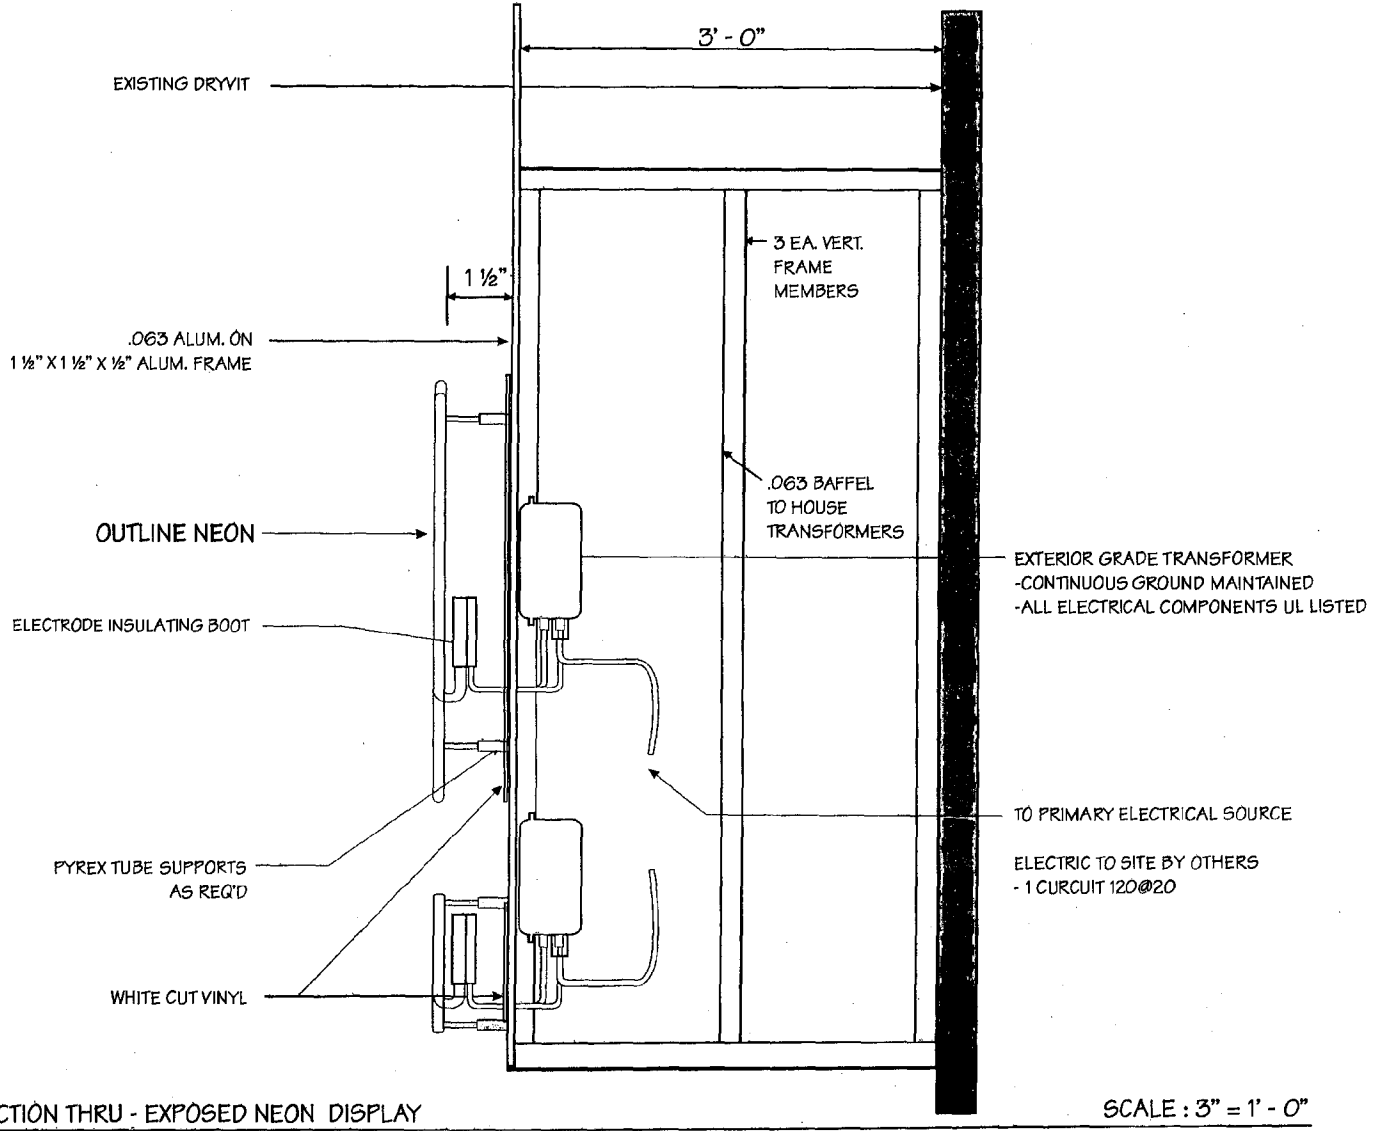 3' - 0"
EXISTING DRYVIT
3 EA. VERT.
FRAME
MEMBERS
1 ½"
.063 ALUM. ON
1 ½" X 1 ½" X ½" ALUM. FRAME
.063 BAFFEL
TO HOUSE
TRANSFORMERS
OUTLINE NEON
EXTERIOR GRADE TRANSFORMER
-CONTINUOUS GROUND MAINTAINED
-ALL ELECTRICAL COMPONENTS UL LISTED
ELECTRODE INSULATING BOOT
TO PRIMARY ELECTRICAL SOURCE
ELECTRIC TO SITE BY OTHERS
- 1 CURCUIT 120@20
PYREX TUBE SUPPORTS
AS REQ'D
WHITE CUT VINYL
CTION THRU - EXPOSED NEON DISPLAY
SCALE : 3" = 1' - 0"